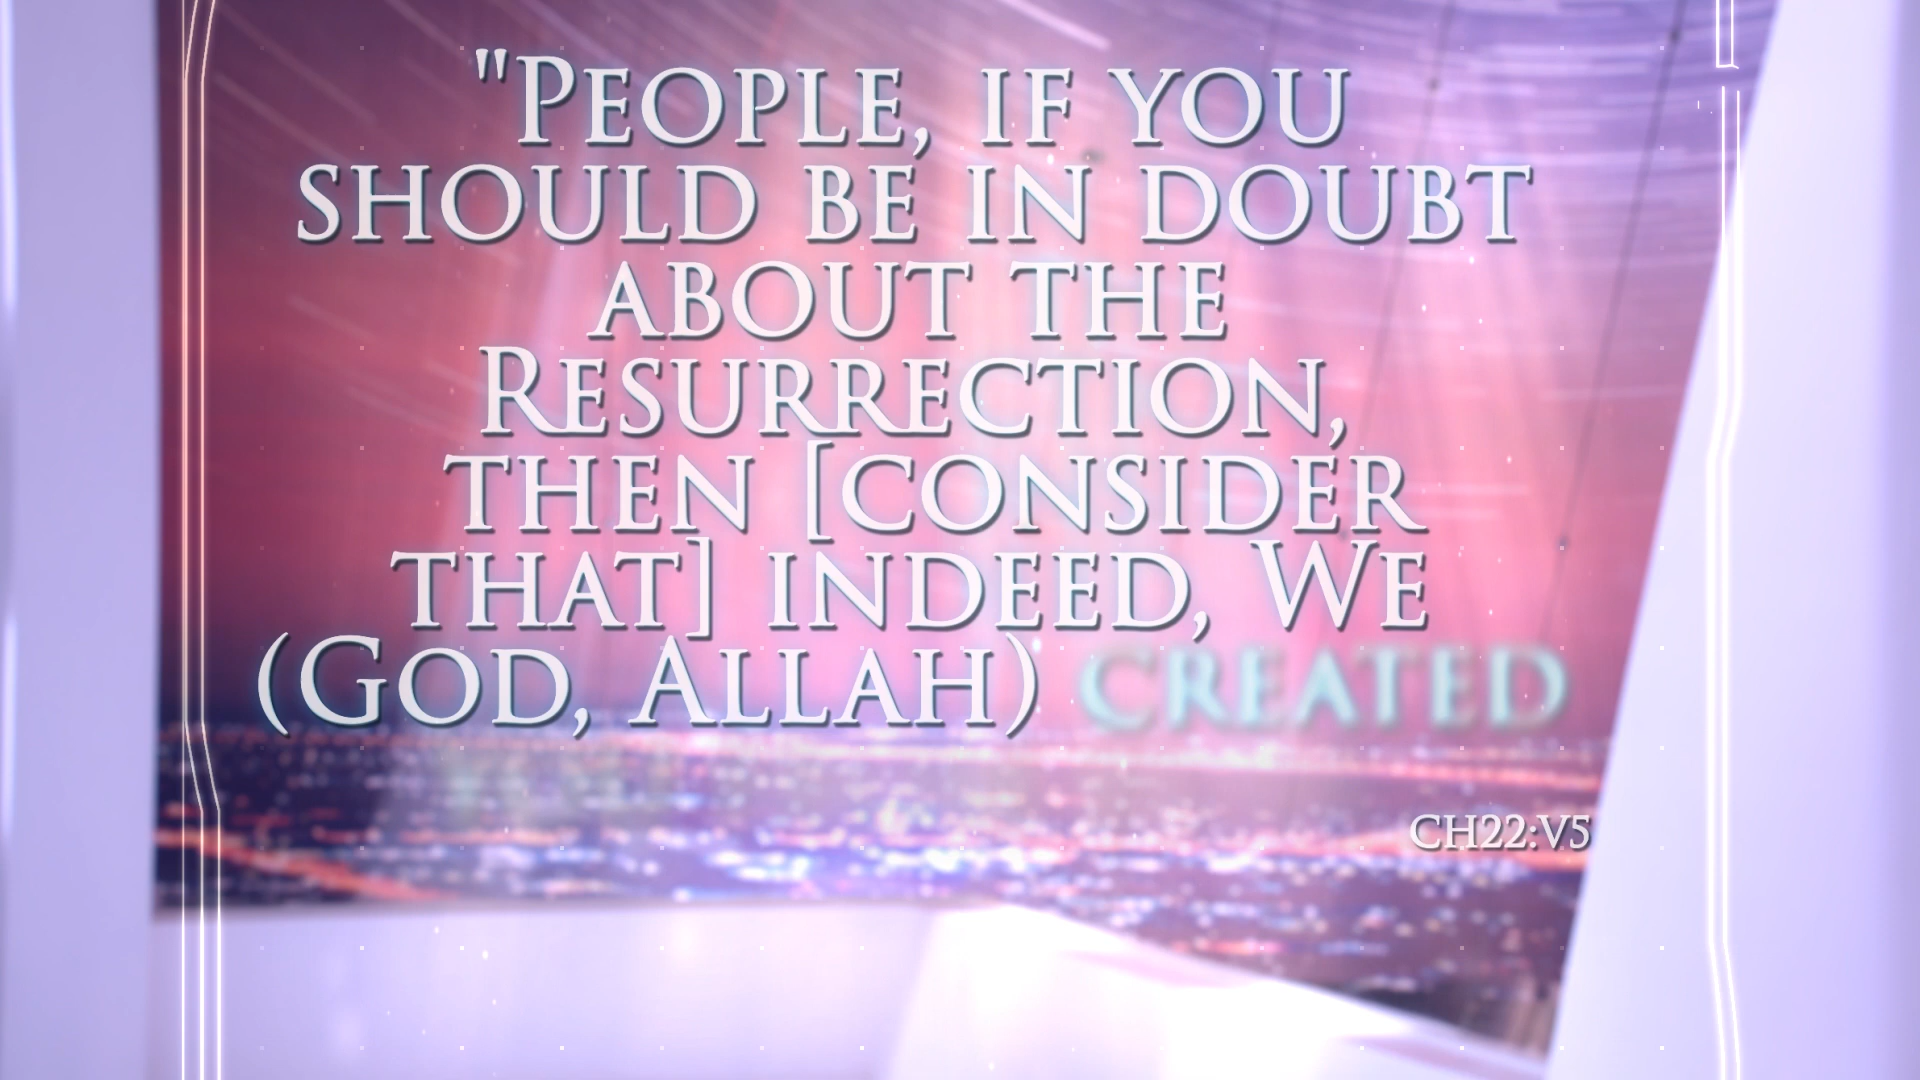 "People, if you
should be in doubt
about the
Resurrection,
then [consider
that] indeed, We
(God, Allah) created
CH22:V5